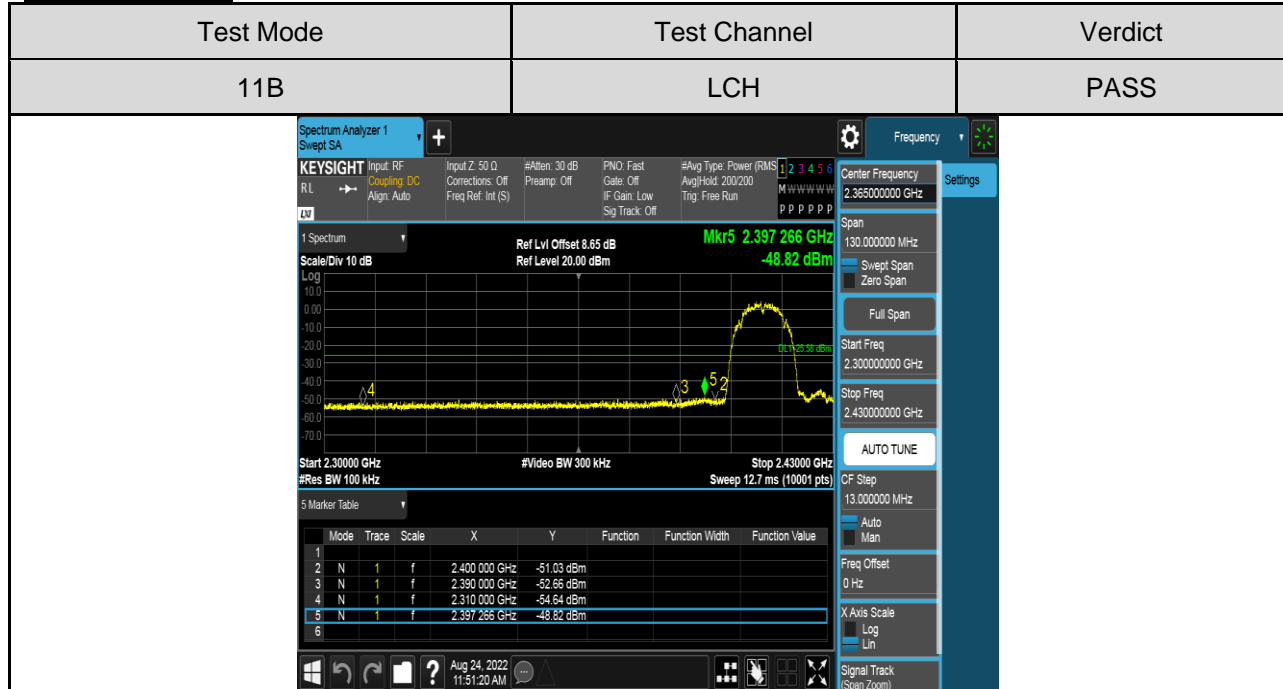 Test Mode Test Channel Verdict
11B LCH PASS
Spectrum Analyzer 1
Swept SA
+
Frequency
KEYSIGHT
RL
LXI
Input: RF
Coupling: DC
Align: Auto
Input Z: 50 Ω
Corrections: Off
Freq Ref: Int (S)
#Atten: 30 dB
Preamp: Off
PNO: Fast
Gate: Off
IF Gain: Low
Sig Track: Off
#Avg Type: Power (RMS
Avg|Hold: 200/200
Trig: Free Run
1 2 3 4 5 6
M W W W W W
P P P P P P
1 Spectrum
Scale/Div 10 dB
Ref Lvl Offset 8.65 dB
Ref Level 20.00 dBm
Mkr5 2.397 266 GHz
-48.82 dBm
Log
10.0
0.00
-10.0
-20.0
-30.0
-40.0
-50.0
-60.0
-70.0
DL1 -25.56 dBm
4
3
5
2
Start 2.30000 GHz
#Res BW 100 kHz
#Video BW 300 kHz
Stop 2.43000 GHz
Sweep 12.7 ms (10001 pts)
5 Marker Table
Mode Trace Scale X Y Function Function Width Function Value
1
2 N 1 f 2.400 000 GHz -51.03 dBm
3 N 1 f 2.390 000 GHz -52.66 dBm
4 N 1 f 2.310 000 GHz -54.64 dBm
5 N 1 f 2.397 266 GHz -48.82 dBm
6
?
Aug 24, 2022
11:51:20 AM
Center Frequency
2.365000000 GHz
Settings
Span
130.000000 MHz
Swept Span
Zero Span
Full Span
Start Freq
2.300000000 GHz
Stop Freq
2.430000000 GHz
AUTO TUNE
CF Step
13.000000 MHz
Auto
Man
Freq Offset
0 Hz
X Axis Scale
Log
Lin
Signal Track
(Span Zoom)